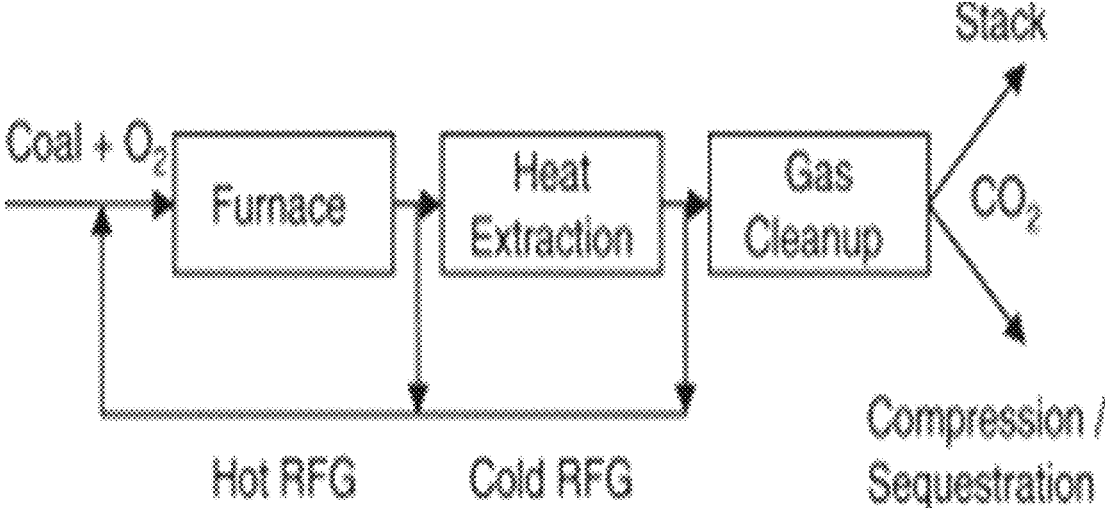 Stack
Coal + O₂
Furnace
Heat
Extraction
Gas
Cleanup
CO₂
Hot RFG
Cold RFG
Compression /
Sequestration